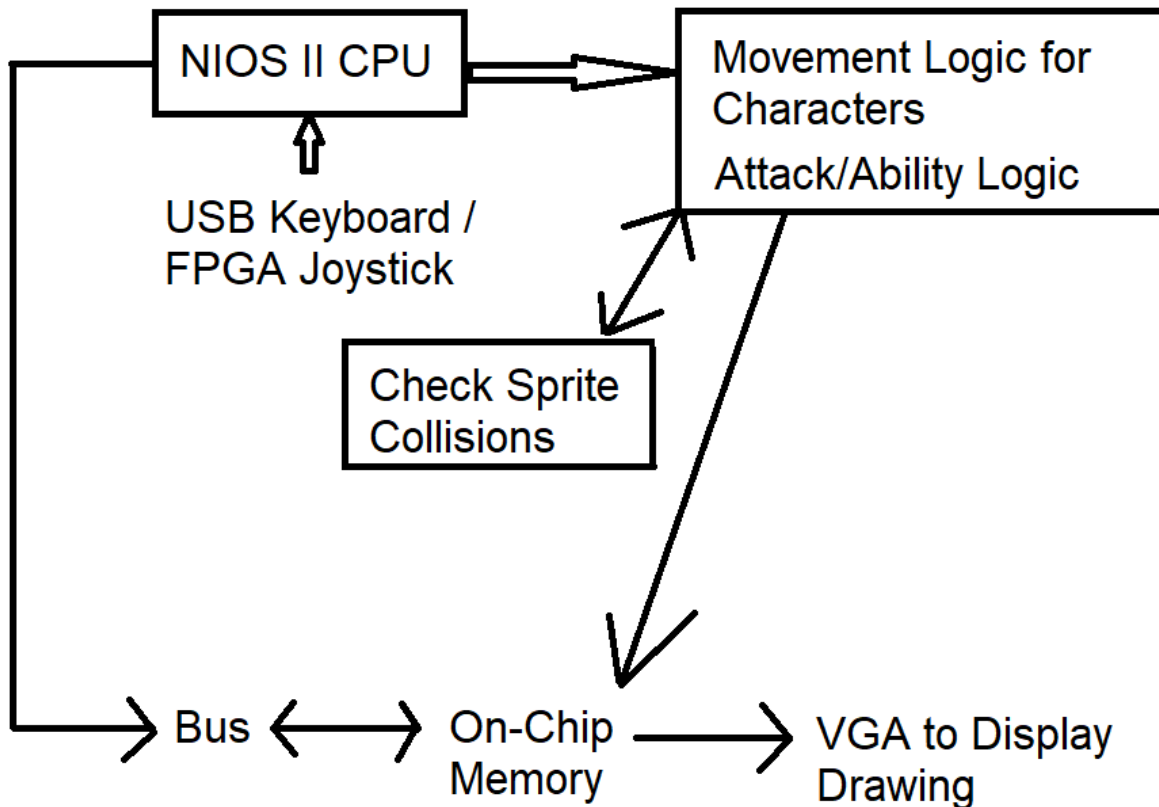 NIOS II CPU
Movement Logic for
Characters
Attack/Ability Logic
USB Keyboard /
FPGA Joystick
Check Sprite
Collisions
Bus
On-Chip
Memory
VGA to Display
Drawing